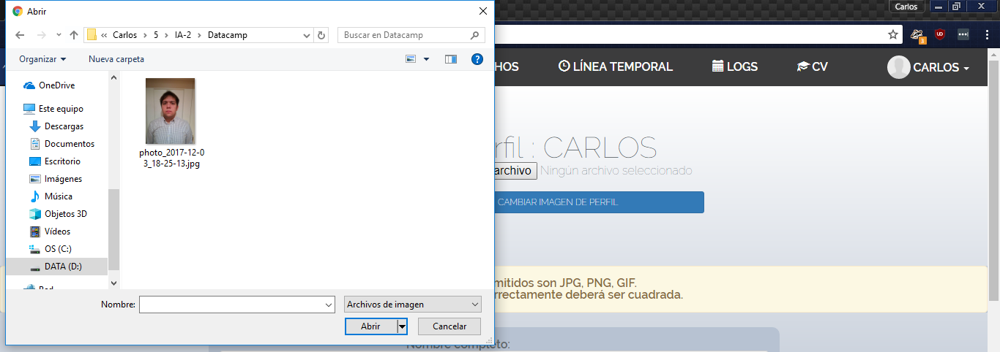 Abrir
Carlos
« Carlos > 5 > IA-2 > Datacamp
Buscar en Datacamp
Organizar
Nueva carpeta
OneDrive
Este equipo
Descargas
Documentos
Escritorio
Imágenes
Música
Objetos 3D
Vídeos
OS (C:)
DATA (D:)
Red
photo_2017-12-0
3_18-25-13.jpg
Nombre:
Archivos de imagen
Abrir
Cancelar
3
HOS
LÍNEA TEMPORAL
LOGS
CV
CARLOS
rfil : CARLOS
archivo Ningún archivo seleccionado
CAMBIAR IMAGEN DE PERFIL
mitidos son JPG, PNG, GIF.
rrectamente deberá ser cuadrada.
Nombre completo: